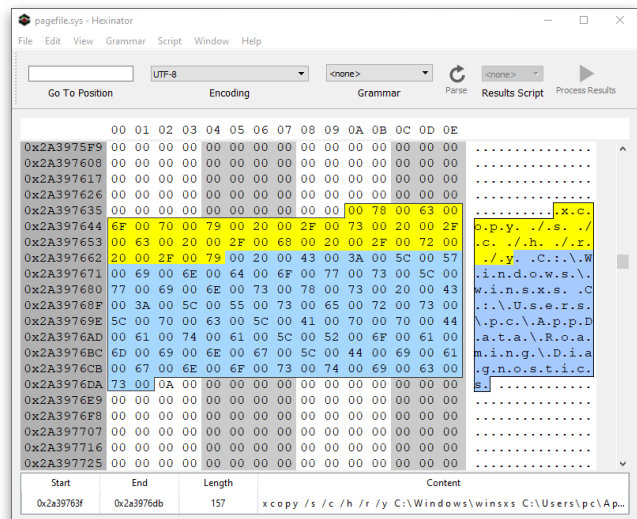 pagefile.sys - Hexinator
File Edit View Grammar Script Window Help
UTF-8 <none> <none>
Go To Position Encoding Grammar Parse Results Script Process Results
00 01 02 03 04 05 06 07 08 09 0A 0B 0C 0D 0E
0x2A3975F9 00 00 00 00 00 00 00 00 00 00 00 00 00 00 00 ...............
0x2A397608 00 00 00 00 00 00 00 00 00 00 00 00 00 00 00 ...............
0x2A397617 00 00 00 00 00 00 00 00 00 00 00 00 00 00 00 ...............
0x2A397626 00 00 00 00 00 00 00 00 00 00 00 00 00 00 00 ...............
0x2A397635 00 00 00 00 00 00 00 00 00 00 00 78 00 63 00 ...........x.c.
0x2A397644 6F 00 70 00 79 00 20 00 2F 00 73 00 20 00 2F o.p.y. ./.s. ./
0x2A397653 00 63 00 20 00 2F 00 68 00 20 00 2F 00 72 00 .c. ./.h. ./.r.
0x2A397662 20 00 2F 00 79 00 20 00 43 00 3A 00 5C 00 57 ./.y. .C.:.\.W
0x2A397671 00 69 00 6E 00 64 00 6F 00 77 00 73 00 5C 00 .i.n.d.o.w.s.\.
0x2A397680 77 00 69 00 6E 00 73 00 78 00 73 00 20 00 43 w.i.n.s.x.s. .C
0x2A39768F 00 3A 00 5C 00 55 00 73 00 65 00 72 00 73 00 .:.\.U.s.e.r.s.
0x2A39769E 5C 00 70 00 63 00 5C 00 41 00 70 00 70 00 44 \.p.c.\.A.p.p.D
0x2A3976AD 00 61 00 74 00 61 00 5C 00 52 00 6F 00 61 00 .a.t.a.\.R.o.a.
0x2A3976BC 6D 00 69 00 6E 00 67 00 5C 00 44 00 69 00 61 m.i.n.g.\.D.i.a
0x2A3976CB 00 67 00 6E 00 6F 00 73 00 74 00 69 00 63 00 .g.n.o.s.t.i.c.
0x2A3976DA 73 00 0A 00 00 00 00 00 00 00 00 00 00 00 00 s..............
0x2A3976E9 00 00 00 00 00 00 00 00 00 00 00 00 00 00 00 ...............
0x2A3976F8 00 00 00 00 00 00 00 00 00 00 00 00 00 00 00 ...............
0x2A397707 00 00 00 00 00 00 00 00 00 00 00 00 00 00 00 ...............
0x2A397716 00 00 00 00 00 00 00 00 00 00 00 00 00 00 00 ...............
0x2A397725 00 00 00 00 00 00 00 00 00 00 00 00 00 00 00 ...............
Start End Length Content
0x2a39763f 0x2a3976db 157 xcopy /s /c /h /r /y C:\Windows\winsxs C:\Users\pc\Ap...